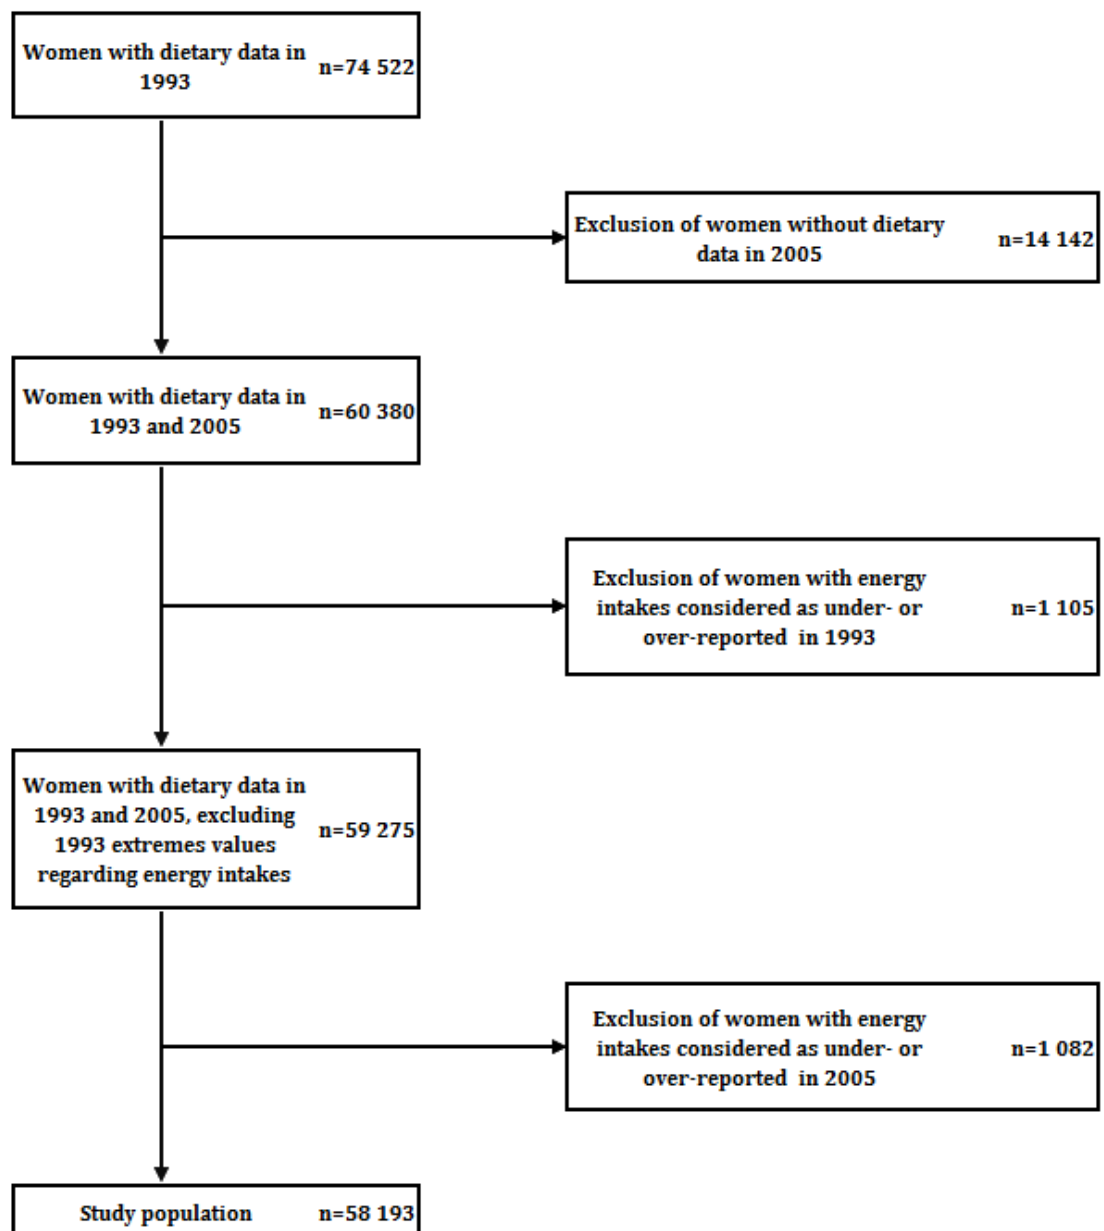 Women with dietary data in
1993
n=74 522
Exclusion of women without dietary
data in 2005
n=14 142
Women with dietary data in
1993 and 2005
n=60 380
Exclusion of women with energy
intakes considered as under- or
over-reported  in 1993
n=1 105
Women with dietary data in
1993 and 2005, excluding
1993 extremes values
regarding energy intakes
n=59 275
Exclusion of women with energy
intakes considered as under- or
over-reported  in 2005
n=1 082
Study population
n=58 193